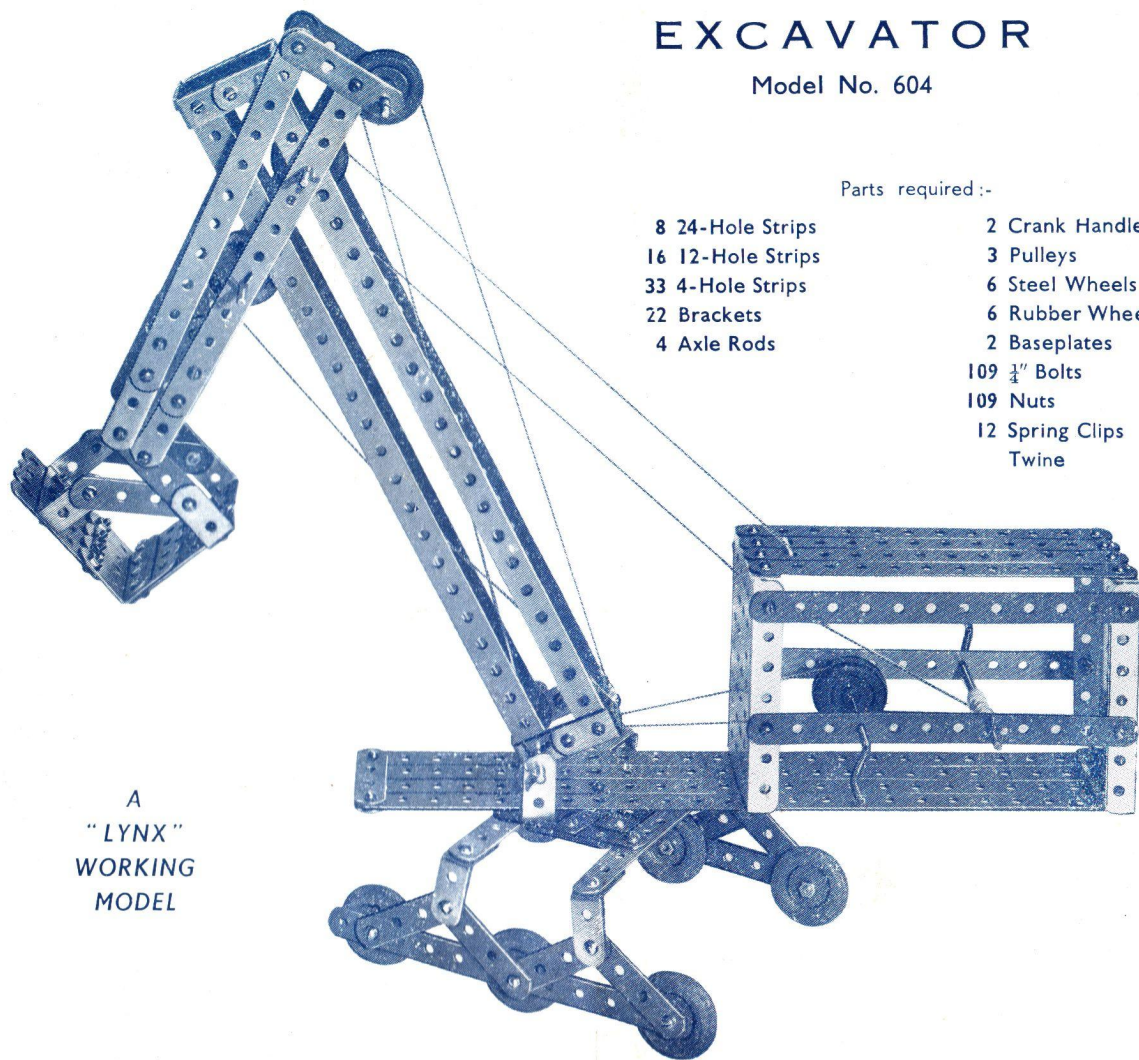 EXCAVATOR
Model No. 604
Parts required :-
8 24-Hole Strips
16 12-Hole Strips
33 4-Hole Strips
22 Brackets
4 Axle Rods
2 Crank Handle
3 Pulleys
6 Steel Wheels
6 Rubber Whee
2 Baseplates
109 ¼" Bolts
109 Nuts
12 Spring Clips
Twine
A
"LYNX"
WORKING
MODEL